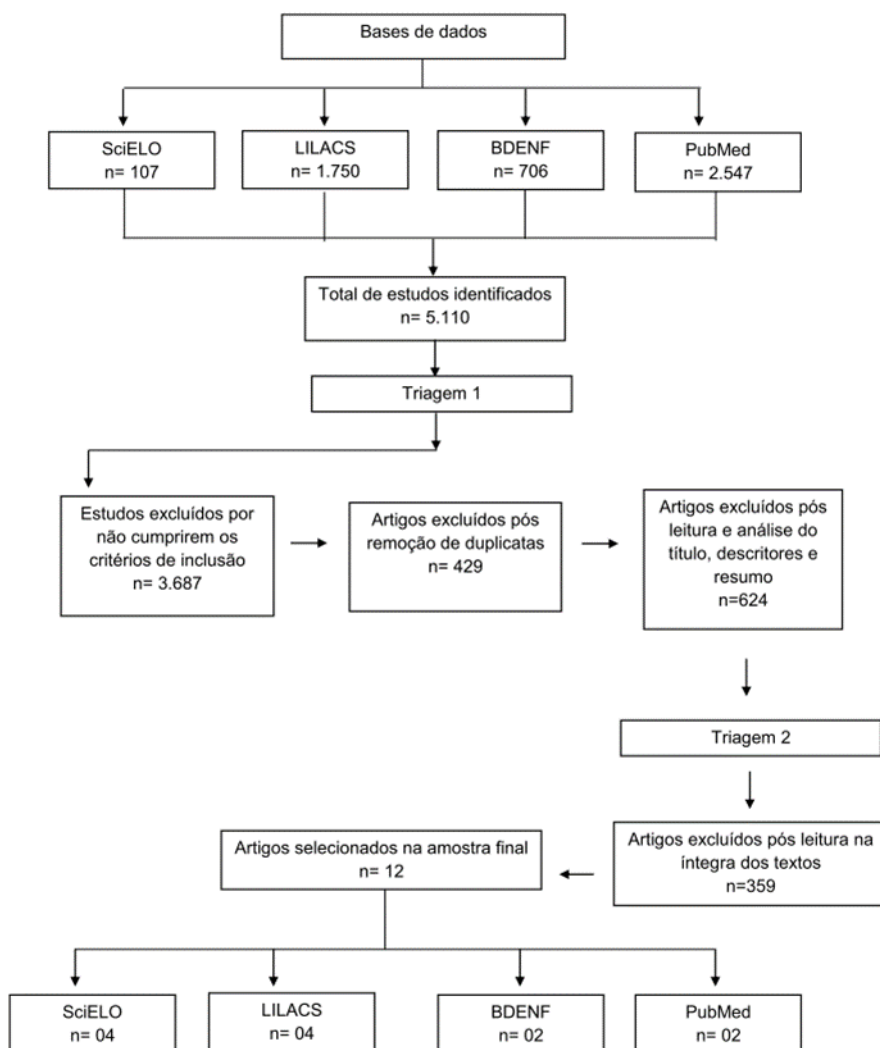 Bases de dados
SciELO
n= 107
LILACS
n= 1.750
BDENF
n= 706
PubMed
n= 2.547
Total de estudos identificados
n= 5.110
Triagem 1
Estudos excluídos por
não cumprirem os
critérios de inclusão
n= 3.687
Artigos excluídos pós
remoção de duplicatas
n= 429
Artigos excluídos pós
leitura e análise do
título, descritores e
resumo
n=624
Triagem 2
Artigos excluídos pós leitura na
íntegra dos textos
n=359
Artigos selecionados na amostra final
n= 12
SciELO
n= 04
LILACS
n= 04
BDENF
n= 02
PubMed
n= 02